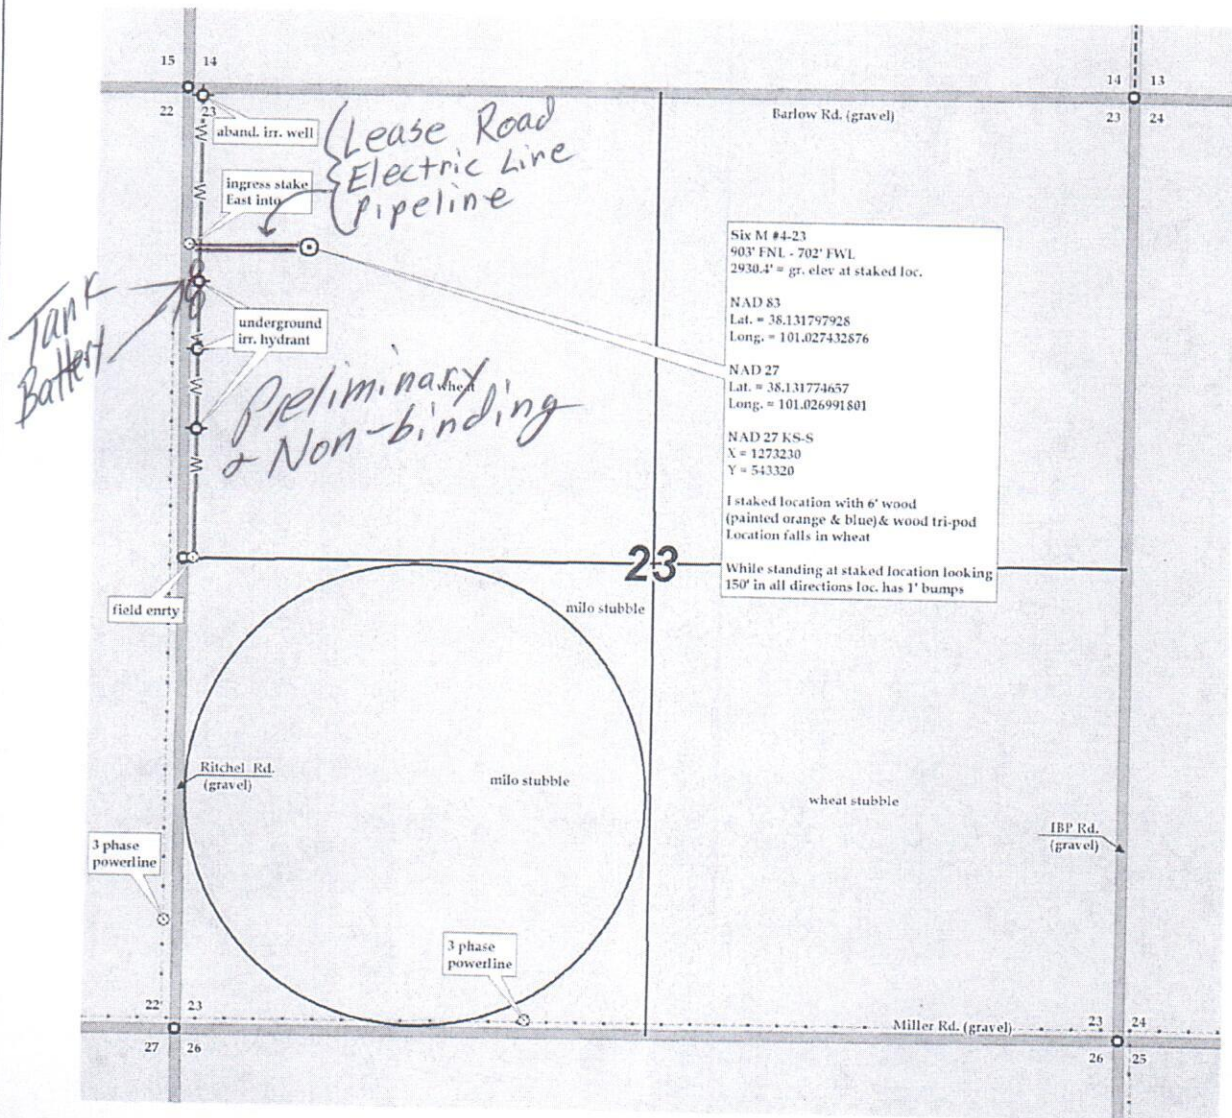 15 14
14 13
22 23
23 24
Barlow Rd. (gravel)
aband. irr. well
Lease Road
Electric Line
Pipeline
ingress stake
East into
Tank
Battery
underground
irr. hydrant
wheat
Preliminary
& Non-binding
Six M #4-23
903' FNL - 702' FWL
2930.4' = gr. elev at staked loc.
NAD 83
Lat. = 38.131797928
Long. = 101.027432876
NAD 27
Lat. = 38.131774657
Long. = 101.026991801
NAD 27 KS-S
X = 1273230
Y = 543320
I staked location with 6' wood
(painted orange & blue)& wood tri-pod
Location falls in wheat
While standing at staked location looking
150' in all directions loc. has 1' bumps
W
W
W
W
W
23
field enrty
milo stubble
Ritchel Rd.
(gravel)
milo stubble
wheat stubble
IBP Rd.
(gravel)
3 phase
powerline
3 phase
powerline
22 23
Miller Rd. (gravel)
23 24
27 26
26 25